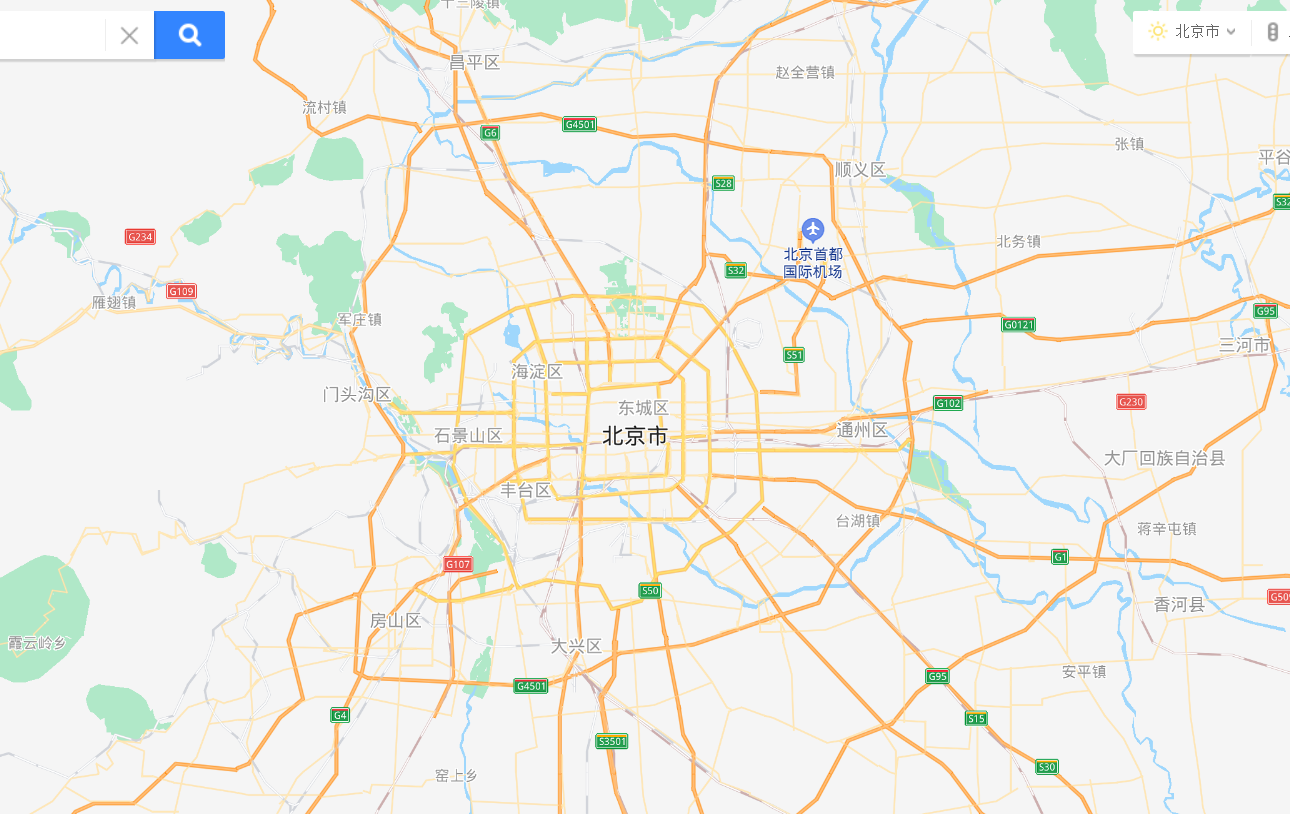 十三陵镇
北京市
昌平区
赵全营镇
流村镇
G4501
G6
张镇
平谷
顺义区
S28
S32
G234
北务镇
北京首都
国际机场
S32
G109
雁翅镇
军庄镇
G95
G0121
三河市
S51
海淀区
门头沟区
G102
G230
东城区
石景山区
北京市
通州区
大厂回族自治县
丰台区
台湖镇
蒋辛屯镇
G1
G107
S50
G509
香河县
房山区
霞云岭乡
大兴区
安平镇
G95
G4501
G4
S15
S3501
S30
窑上乡